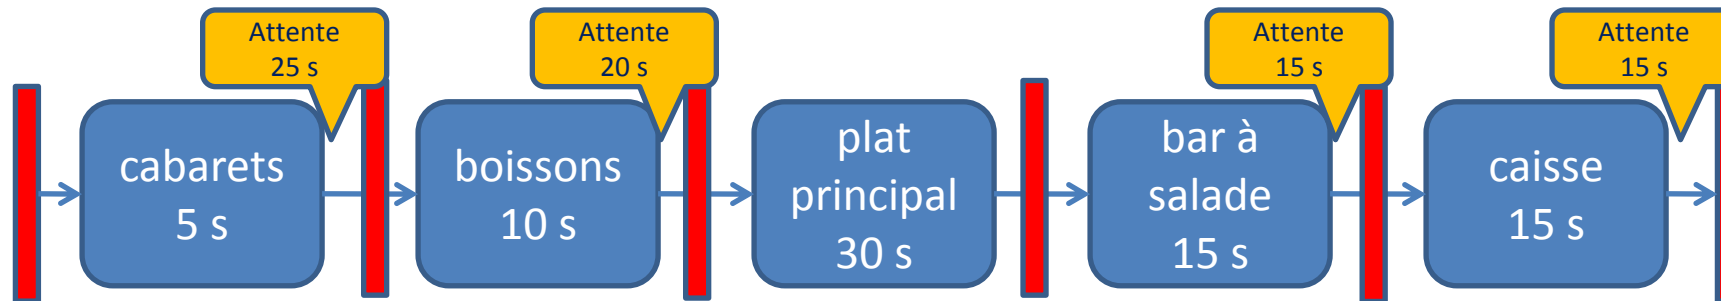 Attente
25 s
Attente
20 s
Attente
15 s
Attente
15 s
cabarets
5 s
boissons
10 s
plat
principal
30 s
bar à
salade
15 s
caisse
15 s